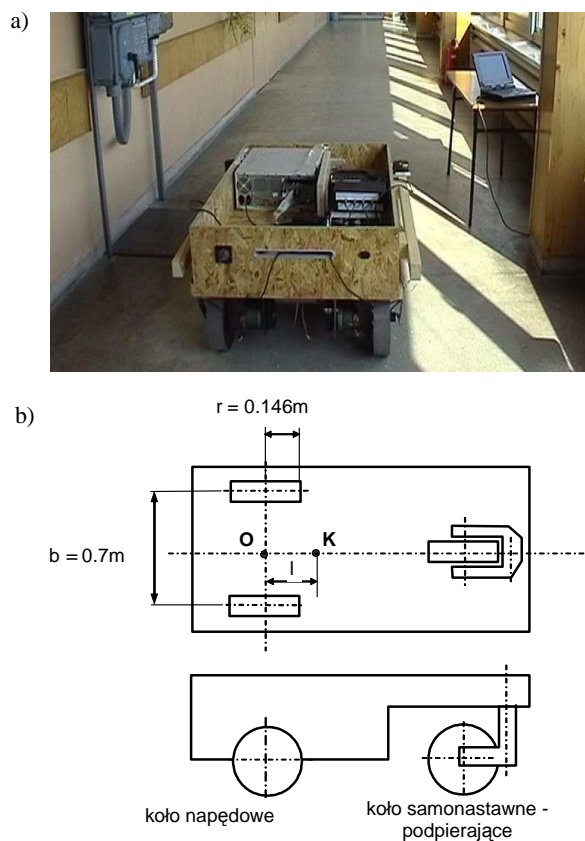 a)
b)
r = 0.146m
O
K
b = 0.7m
l
koło napędowe
koło samonastawne -
podpierające